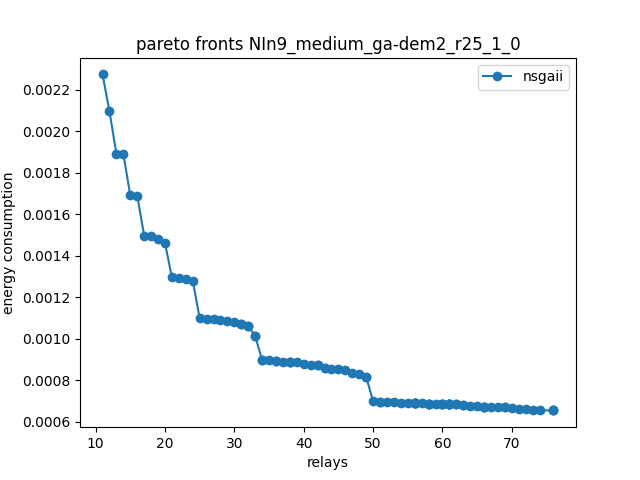 pareto fronts NIn9_medium_ga-dem2_r25_1_0
nsgaii
energy consumption
0.0022
0.0020
0.0018
0.0016
0.0014
0.0012
0.0010
0.0008
0.0006
10 20 30 40 50 60 70
relays